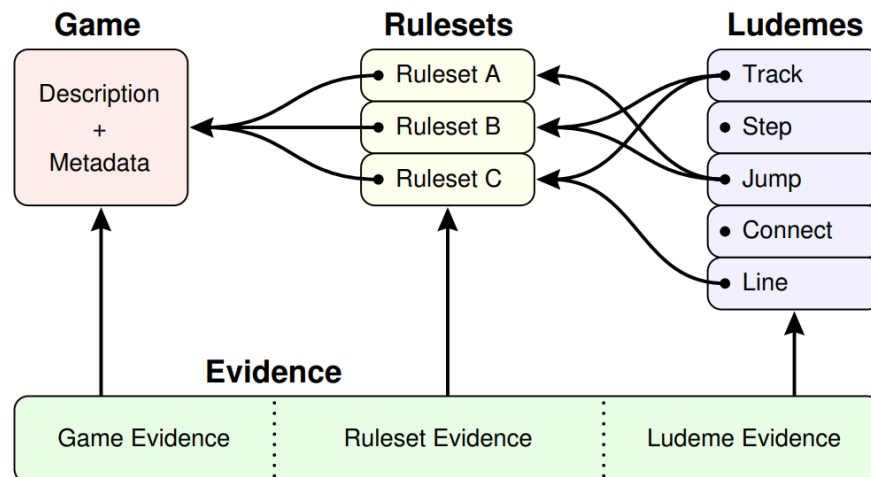 Game
Rulesets
Ludemes
Description
+
Metadata
Ruleset A
Ruleset B
Ruleset C
Track
Step
Jump
Connect
Line
Evidence
Game Evidence
Ruleset Evidence
Ludeme Evidence